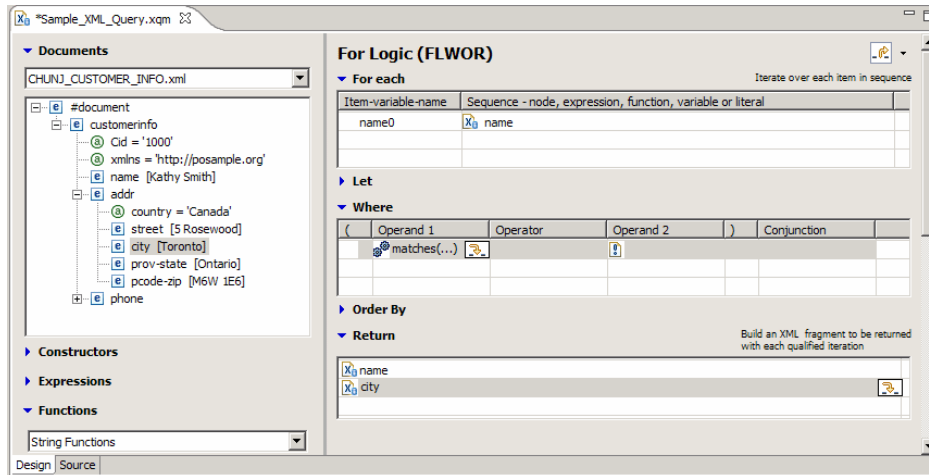 *Sample_XML_Query.xqm
Documents
CHUNJ_CUSTOMER_INFO.xml
#document
customerinfo
Cid = '1000'
xmlns = 'http://posample.org'
name [Kathy Smith]
addr
country = 'Canada'
street [5 Rosewood]
city [Toronto]
prov-state [Ontario]
pcode-zip [M6W 1E6]
phone
Constructors
Expressions
Functions
String Functions
Design Source
For Logic (FLWOR)
For each Iterate over each item in sequence
Item-variable-name Sequence - node, expression, function, variable or literal
name0 name
Let
Where
( Operand 1 Operator Operand 2 ) Conjunction
matches(...)
Order By
Return Build an XML fragment to be returned
with each qualified iteration
name
city